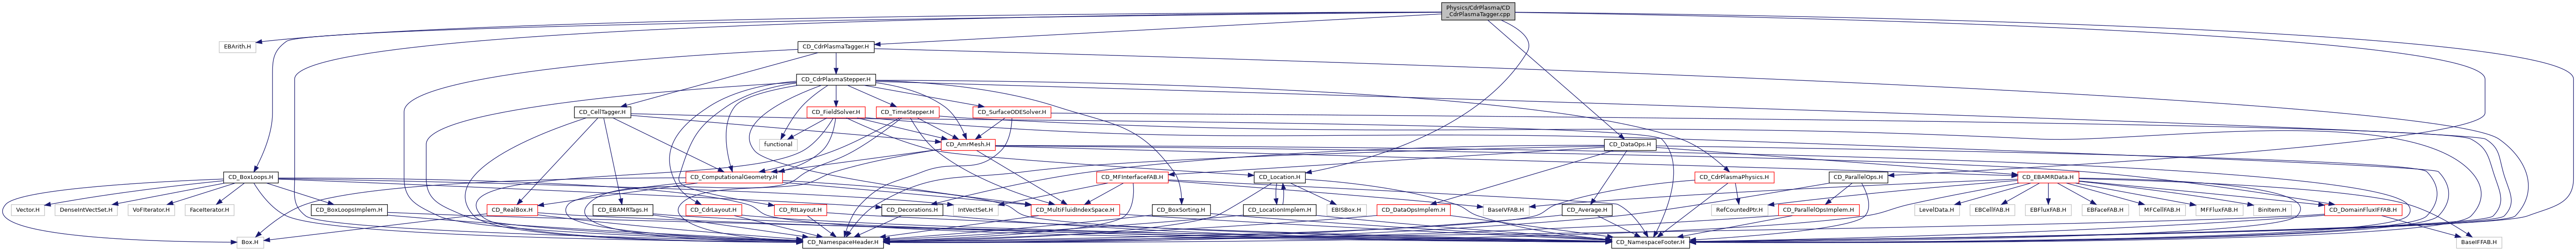 Physics/CdrPlasma/CD
_CdrPlasmaTagger.cpp
EBArith.H
CD_CdrPlasmaTagger.H
CD_CdrPlasmaStepper.H
CD_CellTagger.H
CD_FieldSolver.H
CD_TimeStepper.H
CD_SurfaceODESolver.H
functional
CD_AmrMesh.H
CD_DataOps.H
CD_BoxLoops.H
CD_ComputationalGeometry.H
CD_MFInterfaceFAB.H
CD_Location.H
CD_CdrPlasmaPhysics.H
CD_ParallelOps.H
CD_EBAMRData.H
Vector.H
DenseIntVectSet.H
VoFIterator.H
FaceIterator.H
CD_BoxLoopsImplem.H
CD_RealBox.H
CD_EBAMRTags.H
CD_CdrLayout.H
CD_RtLayout.H
CD_Decorations.H
IntVectSet.H
CD_MultiFluidIndexSpace.H
CD_BoxSorting.H
CD_LocationImplem.H
EBISBox.H
CD_DataOpsImplem.H
BaseIVFAB.H
CD_Average.H
RefCountedPtr.H
CD_ParallelOpsImplem.H
LevelData.H
EBCellFAB.H
EBFluxFAB.H
EBFaceFAB.H
MFCellFAB.H
MFFluxFAB.H
BinItem.H
CD_DomainFluxIFFAB.H
Box.H
CD_NamespaceHeader.H
CD_NamespaceFooter.H
BaseIFFAB.H